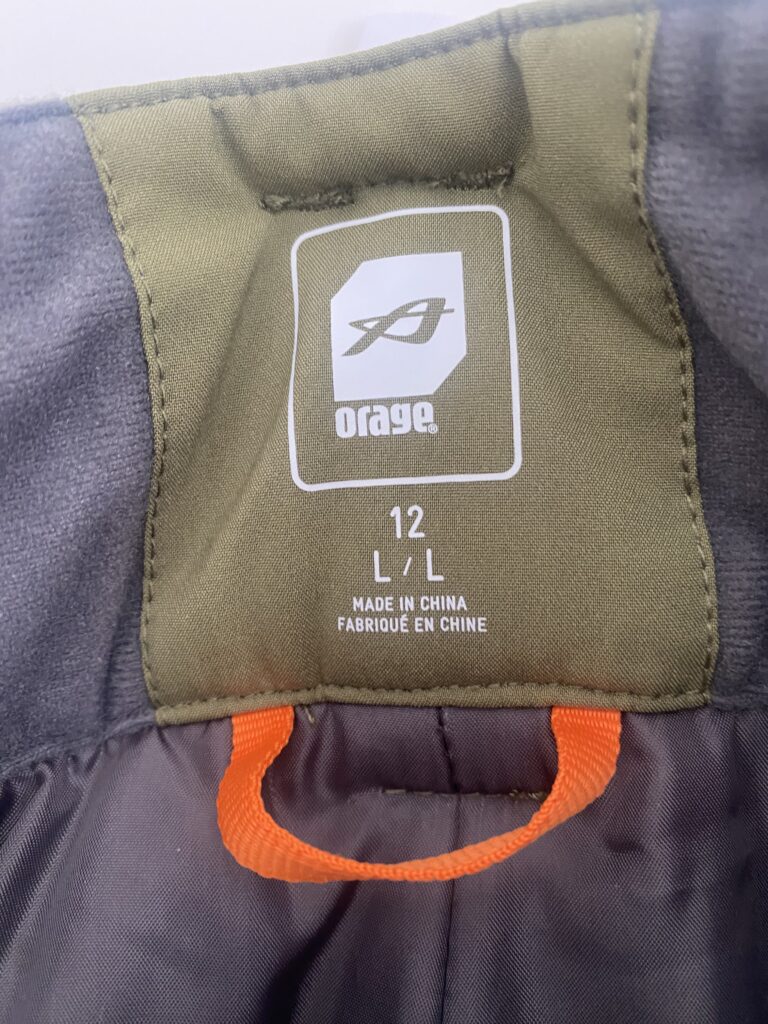 orage®
12
L / L
MADE IN CHINA
FABRIQUÉ EN CHINE